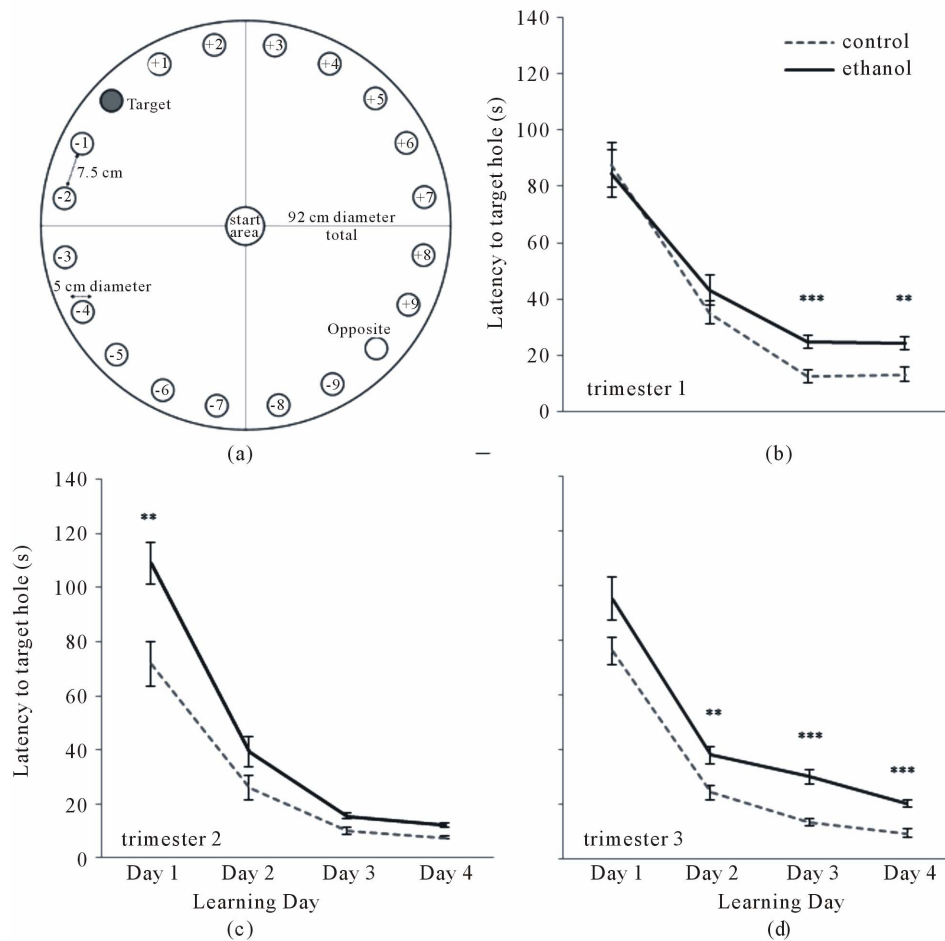 +2
+3
+1
+4
Target
+5
-1
+6
7.5 cm
-2
+7
start
area
92 cm diameter
total
-3
+8
5 cm diameter
-4
+9
Opposite
-5
-6
-9
-7
-8
(a)
140
120
100
80
60
40
20
0
Latency to target hole (s)
control
ethanol
***
**
trimester 1
–
(b)
140
120
100
80
60
40
20
0
Latency to target hole (s)
**
trimester 2
Day 1 Day 2 Day 3 Day 4
Learning Day
(c)
**
***
***
trimester 3
Day 1 Day 2 Day 3 Day 4
Learning Day
(d)